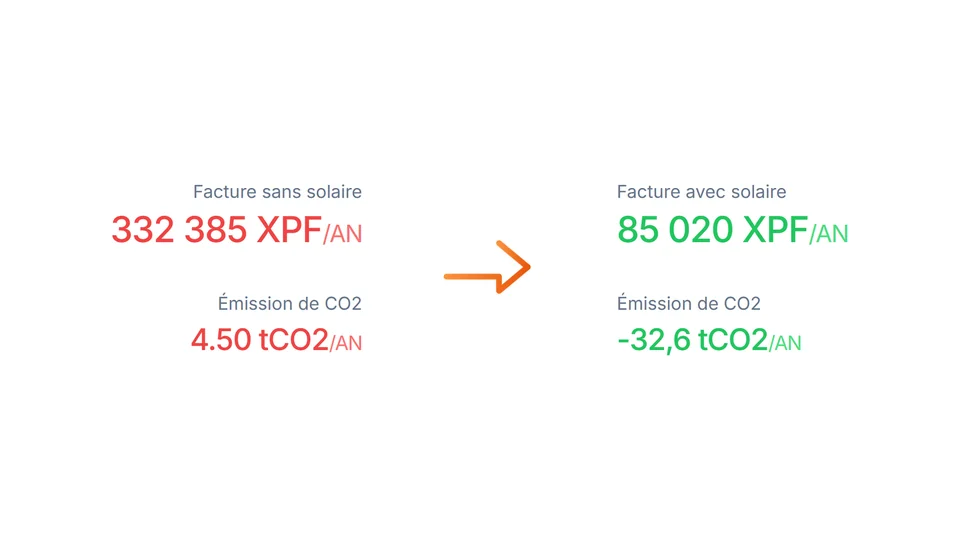 Facture sans solaire
332 385 XPF/AN
Émission de CO2
4.50 tCO2/AN
Facture avec solaire
85 020 XPF/AN
Émission de CO2
-32,6 tCO2/AN